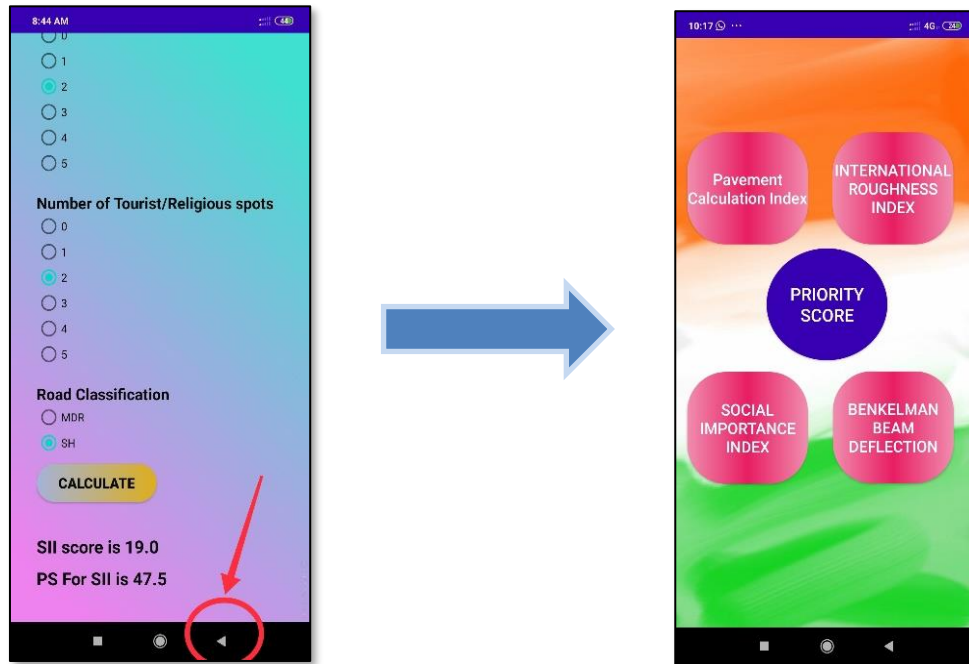 8:44 AM
44
0
1
2
3
4
5
Number of Tourist/Religious spots
0
1
2
3
4
5
Road Classification
MDR
SH
CALCULATE
SII score is 19.0
PS For SII is 47.5
10:17
4G
24
Pavement
Calculation Index
INTERNATIONAL
ROUGHNESS
INDEX
PRIORITY
SCORE
SOCIAL
IMPORTANCE
INDEX
BENKELMAN
BEAM
DEFLECTION